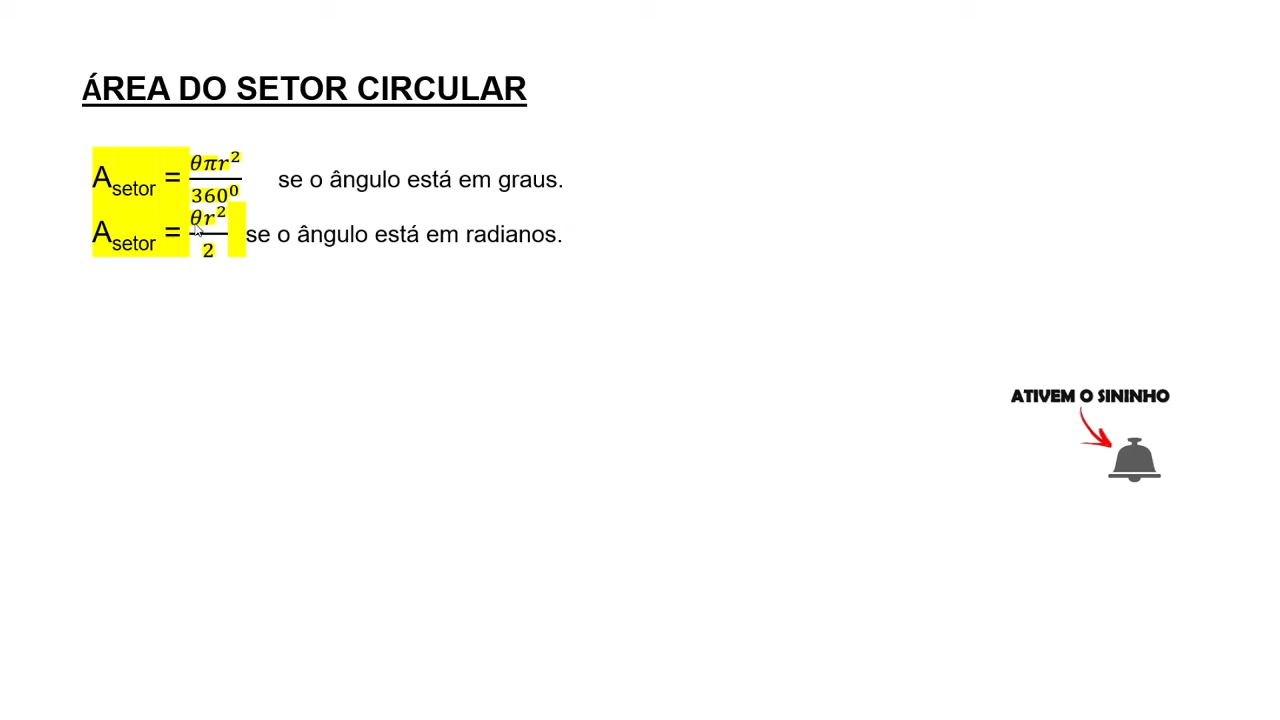 ÁREA DO SETOR CIRCULAR
A_setor = θπr²/360⁰ se o ângulo está em graus.
A_setor = θr²/2 se o ângulo está em radianos.
ATIVEM O SININHO